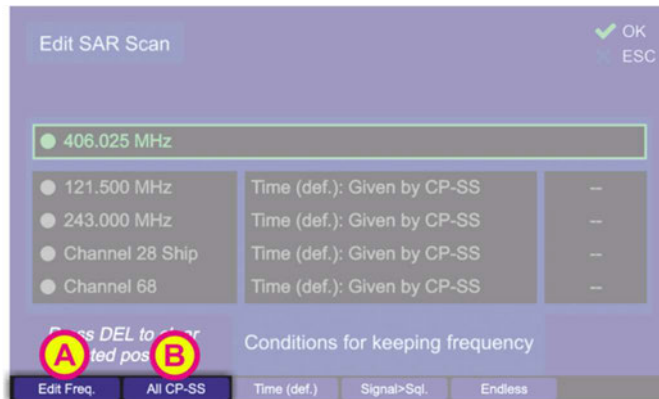 Edit SAR Scan
OK
ESC
406.025 MHz
121.500 MHz Time (def.): Given by CP-SS --
243.000 MHz Time (def.): Given by CP-SS --
Channel 28 Ship Time (def.): Given by CP-SS --
Channel 68 Time (def.): Given by CP-SS --
DEL to
Conditions for keeping frequency
A
B
Edit Freq. All CP-SS Time (def.) Signal>Sql. Endless